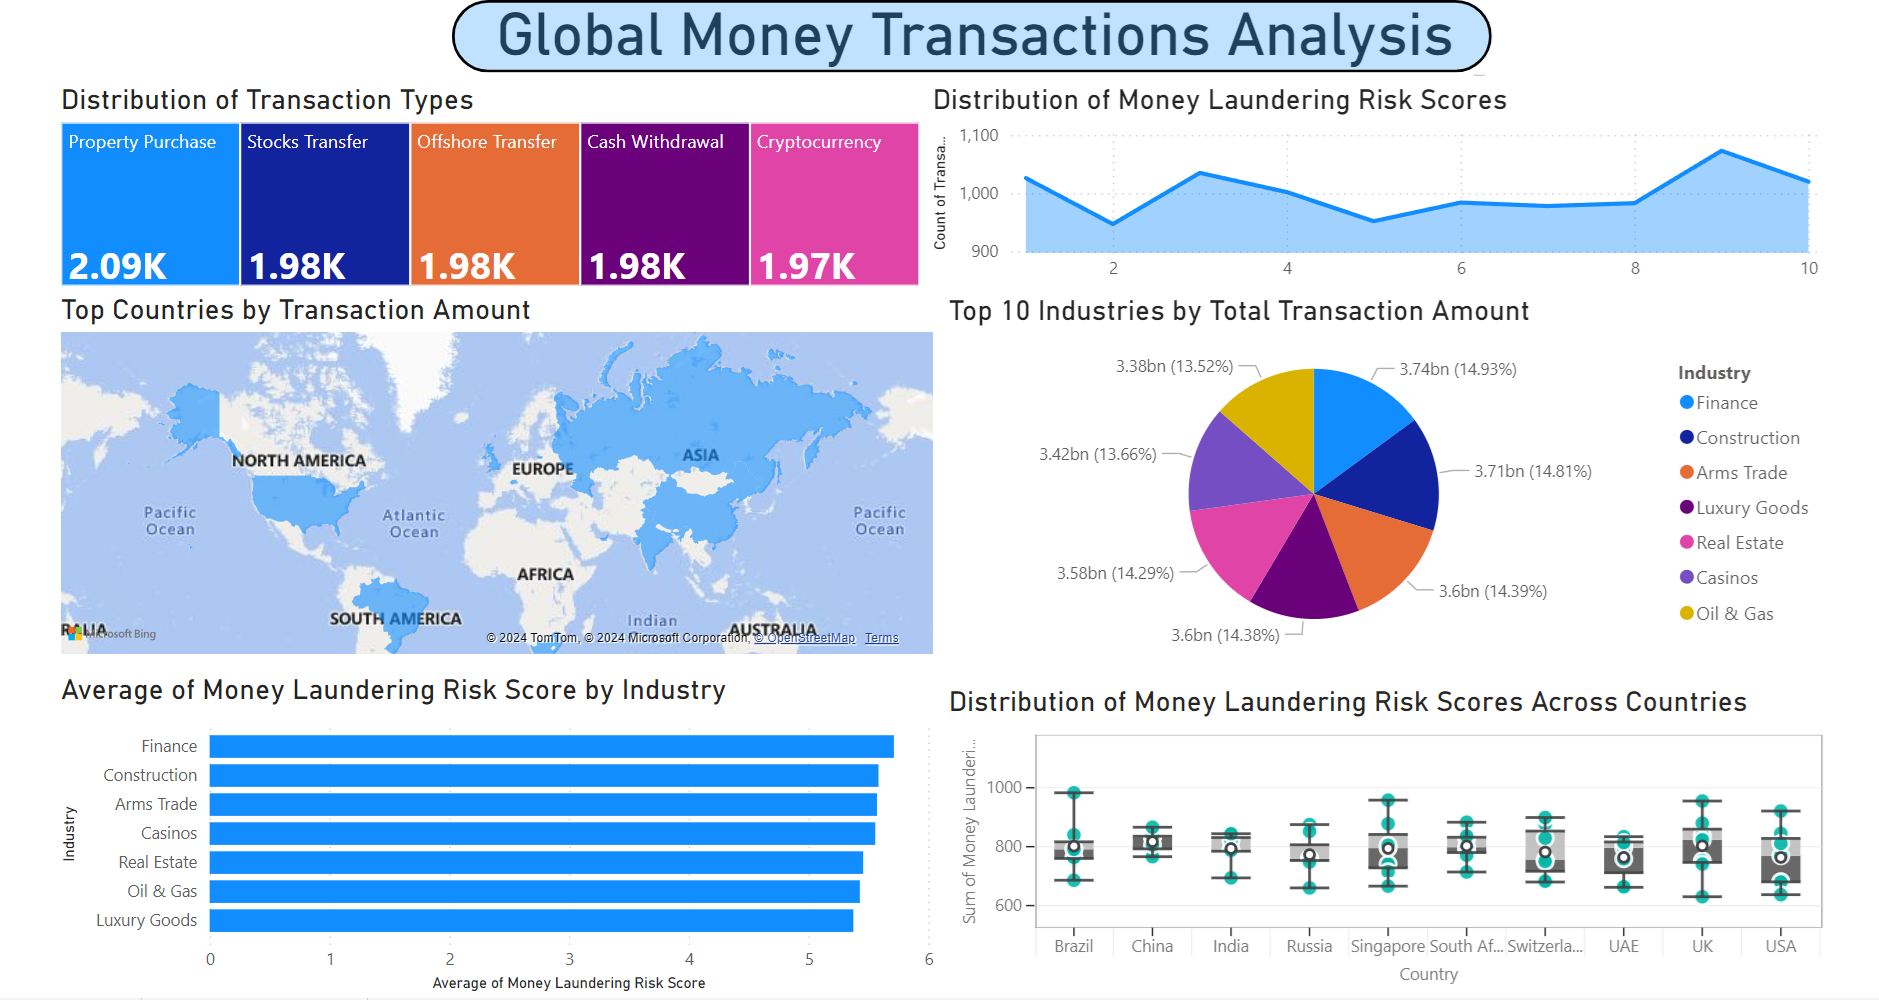 Global Money Transactions Analysis
Distribution of Transaction Types
Property Purchase
2.09K
Stocks Transfer
1.98K
Offshore Transfer
1.98K
Cash Withdrawal
1.98K
Cryptocurrency
1.97K
Distribution of Money Laundering Risk Scores
Count of Transa...
1,100
1,000
900
2
4
6
8
10
Top Countries by Transaction Amount
NORTH AMERICA
EUROPE
ASIA
Pacific
Ocean
Atlantic
Ocean
Pacific
Ocean
AFRICA
SOUTH AMERICA
Indian
AUSTRALIA
RALIA
Microsoft Bing
© 2024 TomTom, © 2024 Microsoft Corporation, © OpenStreetMap Terms
Top 10 Industries by Total Transaction Amount
3.38bn (13.52%)
3.74bn (14.93%)
3.42bn (13.66%)
3.71bn (14.81%)
3.58bn (14.29%)
3.6bn (14.39%)
3.6bn (14.38%)
Industry
Finance
Construction
Arms Trade
Luxury Goods
Real Estate
Casinos
Oil & Gas
Average of Money Laundering Risk Score by Industry
Industry
Finance
Construction
Arms Trade
Casinos
Real Estate
Oil & Gas
Luxury Goods
0 1 2 3 4 5 6
Average of Money Laundering Risk Score
Distribution of Money Laundering Risk Scores Across Countries
Sum of Money Launderi...
1000
800
600
Brazil China India Russia Singapore South Af... Switzerla... UAE UK USA
Country